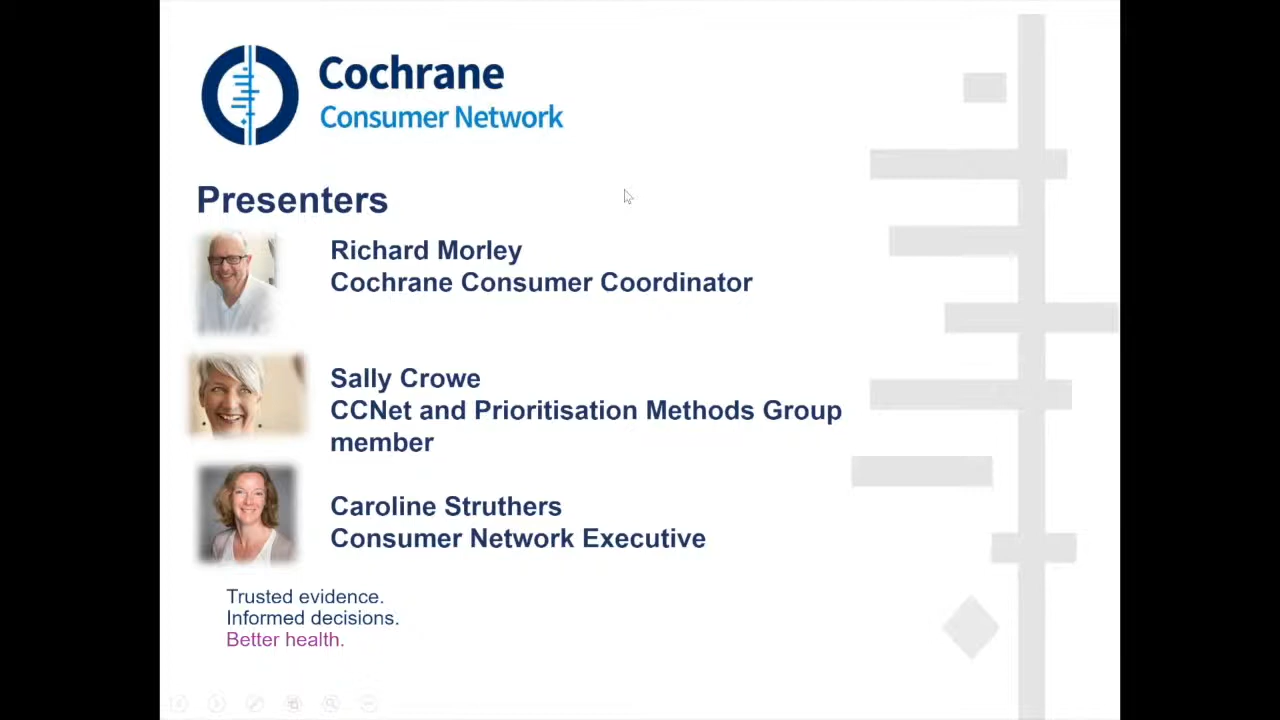 Cochrane
Consumer Network
Presenters
Richard Morley
Cochrane Consumer Coordinator
Sally Crowe
CCNet and Prioritisation Methods Group
member
Caroline Struthers
Consumer Network Executive
Trusted evidence.
Informed decisions.
Better health.